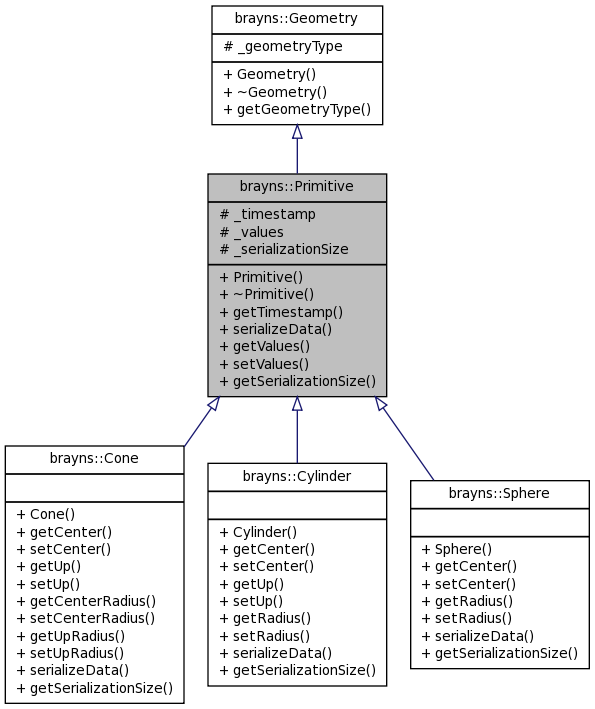 brayns::Geometry
# _geometryType
+ Geometry()
+ ~Geometry()
+ getGeometryType()
brayns::Primitive
# _timestamp
# _values
# _serializationSize
+ Primitive()
+ ~Primitive()
+ getTimestamp()
+ serializeData()
+ getValues()
+ setValues()
+ getSerializationSize()
brayns::Cone
+ Cone()
+ getCenter()
+ setCenter()
+ getUp()
+ setUp()
+ getCenterRadius()
+ setCenterRadius()
+ getUpRadius()
+ setUpRadius()
+ serializeData()
+ getSerializationSize()
brayns::Cylinder
+ Cylinder()
+ getCenter()
+ setCenter()
+ getUp()
+ setUp()
+ getRadius()
+ setRadius()
+ serializeData()
+ getSerializationSize()
brayns::Sphere
+ Sphere()
+ getCenter()
+ setCenter()
+ getRadius()
+ setRadius()
+ serializeData()
+ getSerializationSize()